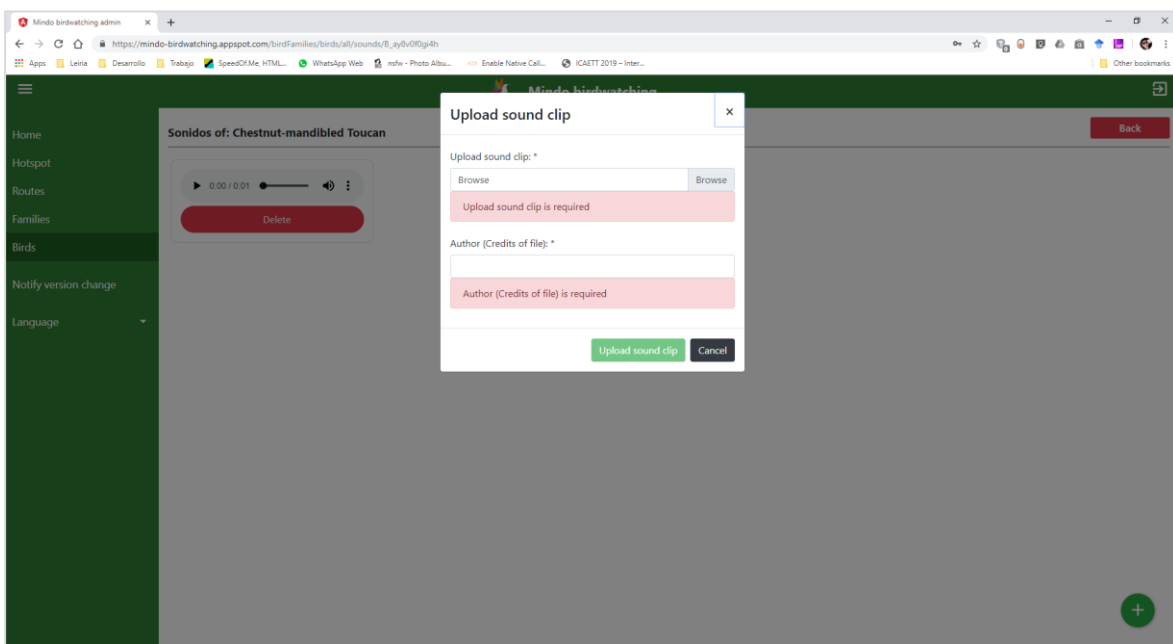 Mindo birdwatching admin
https://mindo-birdwatching.appspot.com/birdFamilies/birds/all/sounds/B_ay8v0f0gi4h
Apps Leiria Desarrollo Trabajo SpeedOf.Me, HTML... WhatsApp Web nsfw - Photo Albu... Enable Native Call... ICAETT 2019 – Inter... Other bookmarks
Mindo birdwatching
Home
Hotspot
Routes
Families
Birds
Notify version change
Language
Sonidos of: Chestnut-mandibled Toucan
Back
0:00 / 0:01
Delete
Upload sound clip
Upload sound clip: *
Browse Browse
Upload sound clip is required
Author (Credits of file): *
Author (Credits of file) is required
Upload sound clip Cancel